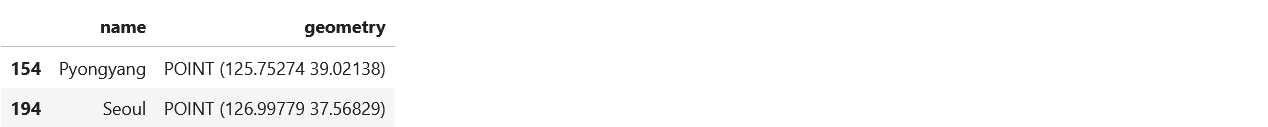 name geometry
154 Pyongyang POINT (125.75274 39.02138)
194 Seoul POINT (126.99779 37.56829)